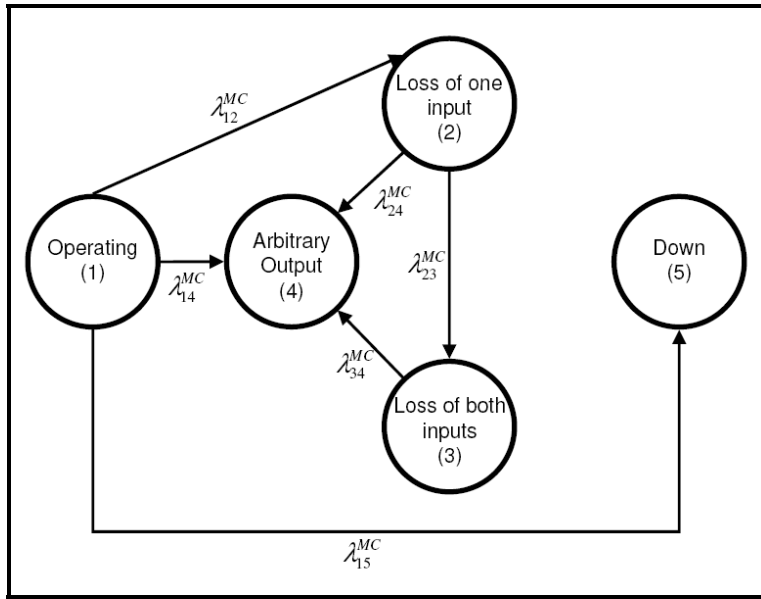 Loss of one
input
(2)
λ₁₂ᴹᶜ
λ₂₄ᴹᶜ
Operating
(1)
Arbitrary
Output
(4)
Down
(5)
λ₁₄ᴹᶜ
λ₂₃ᴹᶜ
λ₃₄ᴹᶜ
Loss of both
inputs
(3)
λ₁₅ᴹᶜ